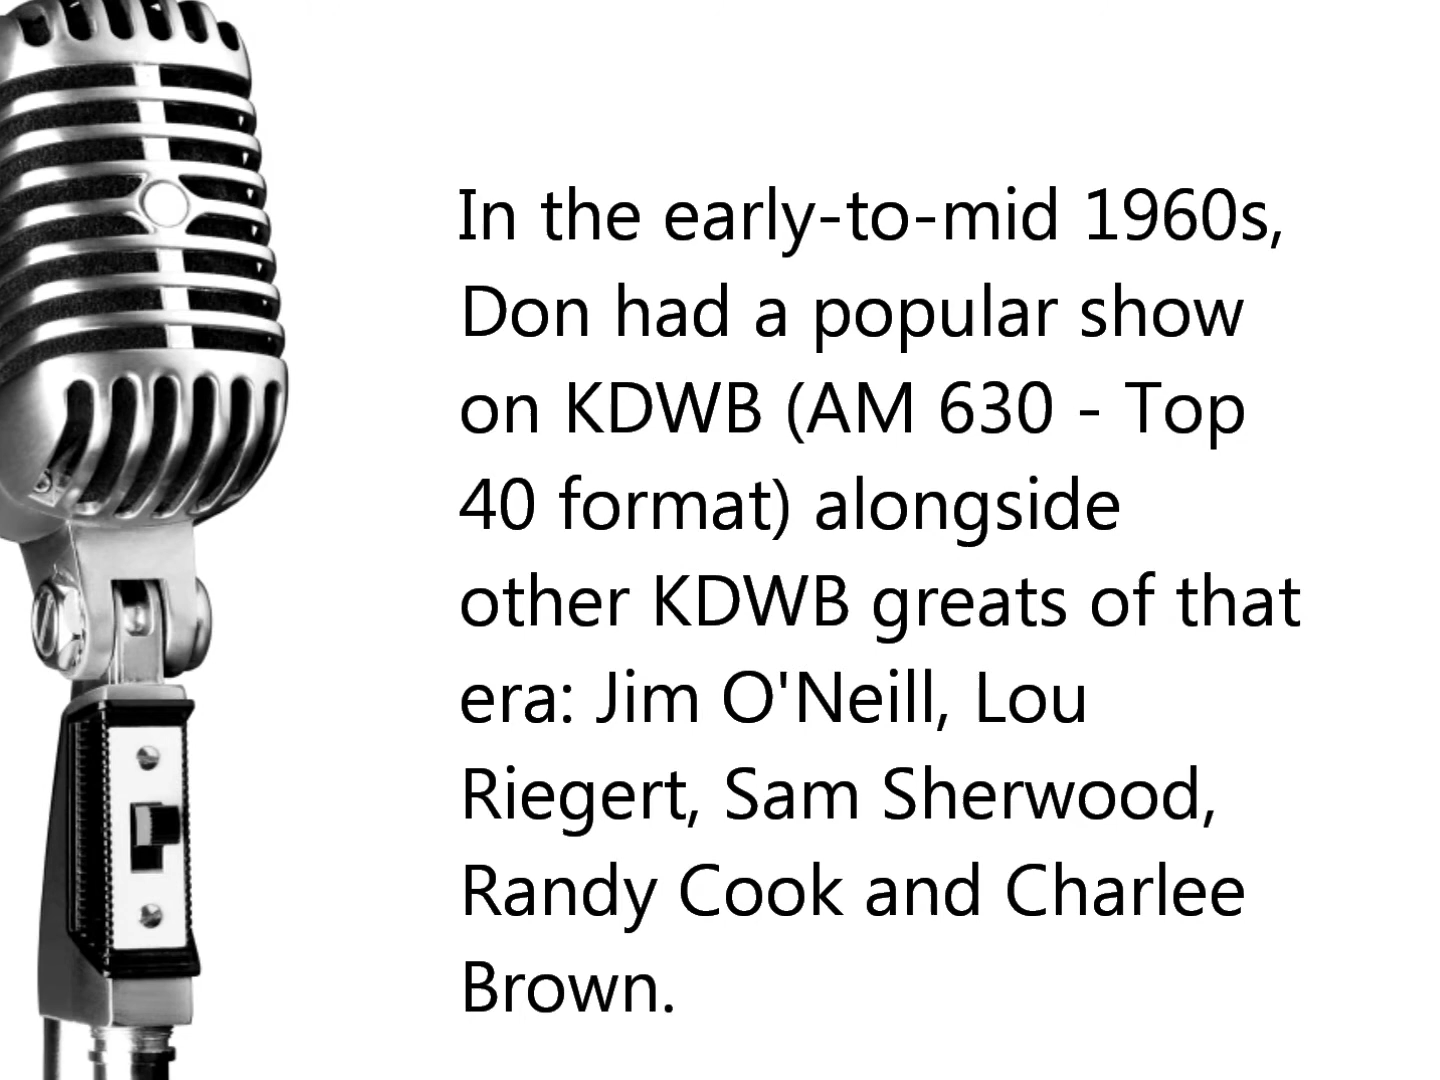 In the early-to-mid 1960s,
Don had a popular show
on KDWB (AM 630 - Top
40 format) alongside
other KDWB greats of that
era: Jim O'Neill, Lou
Riegert, Sam Sherwood,
Randy Cook and Charlee
Brown.